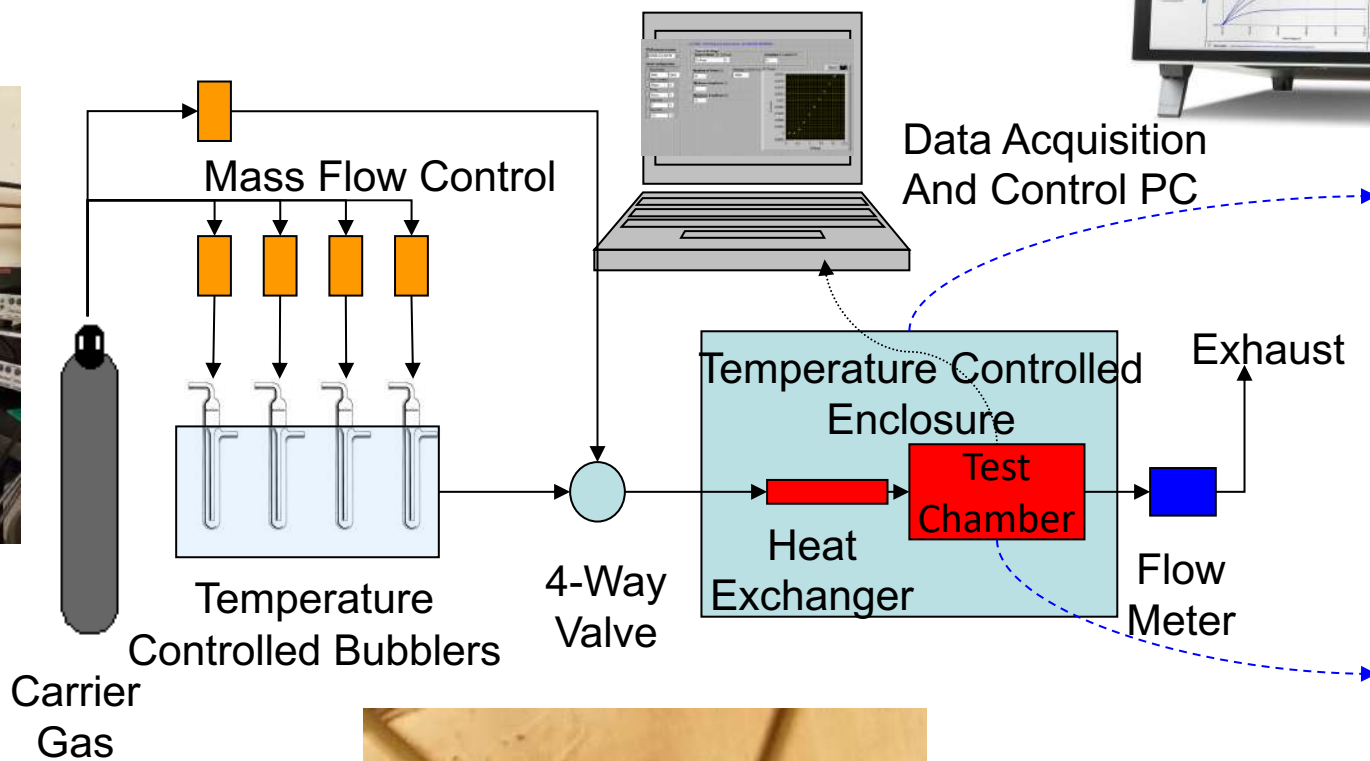 Mass Flow Control
Data Acquisition
And Control PC
Temperature Controlled
Enclosure
Exhaust
Test
Chamber
Heat
Exchanger
Flow
Meter
4-Way
Valve
Temperature
Controlled Bubblers
Carrier
Gas